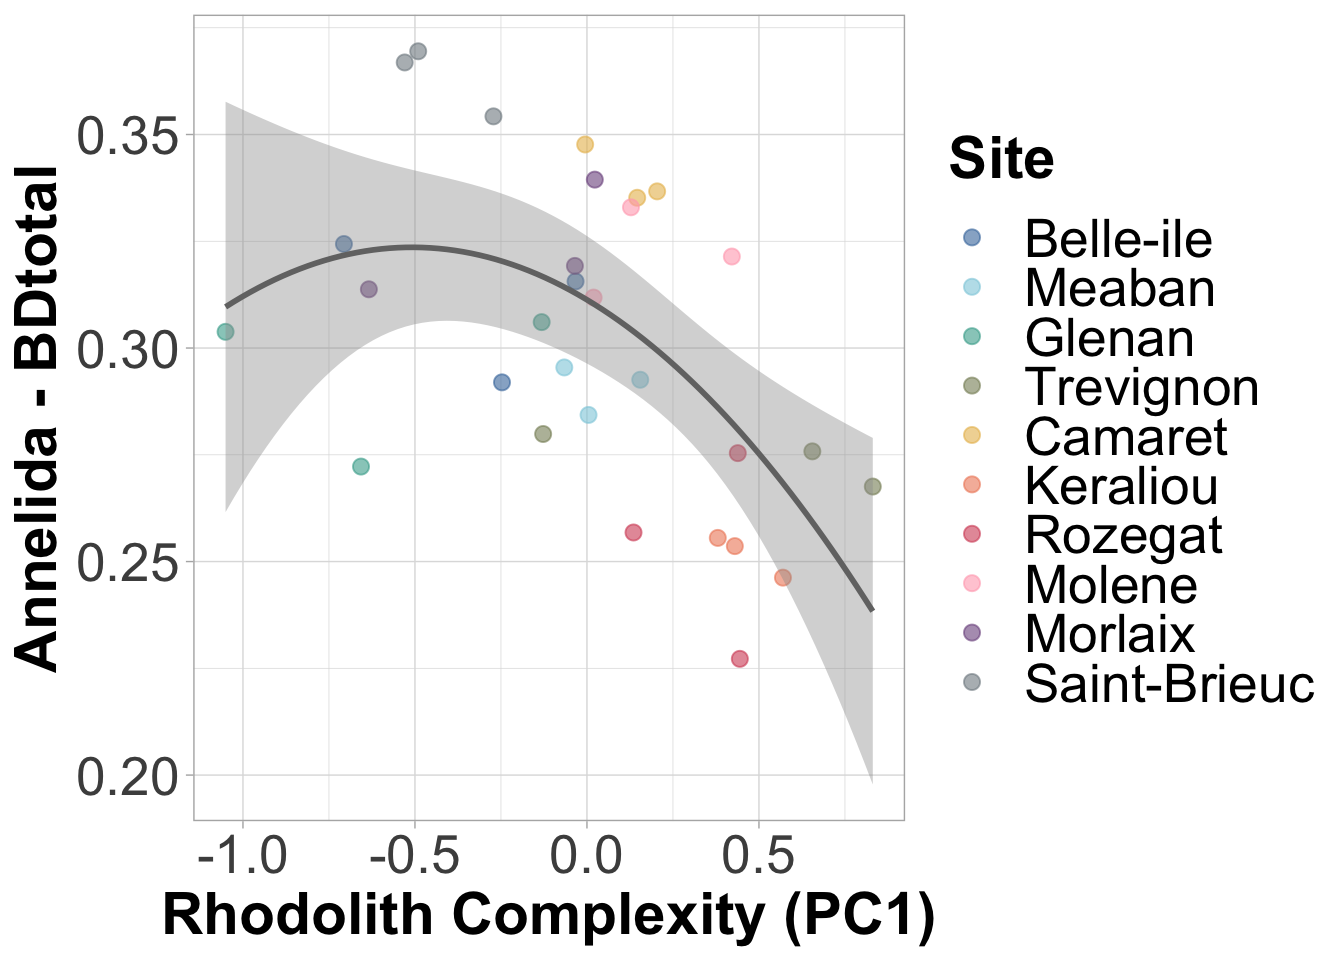 Annelida - BDtotal
0.35
0.30
0.25
0.20
-1.0 -0.5 0.0 0.5
Rhodolith Complexity (PC1)
Site
Belle-ile
Meaban
Glenan
Trevignon
Camaret
Keraliou
Rozegat
Molene
Morlaix
Saint-Brieuc